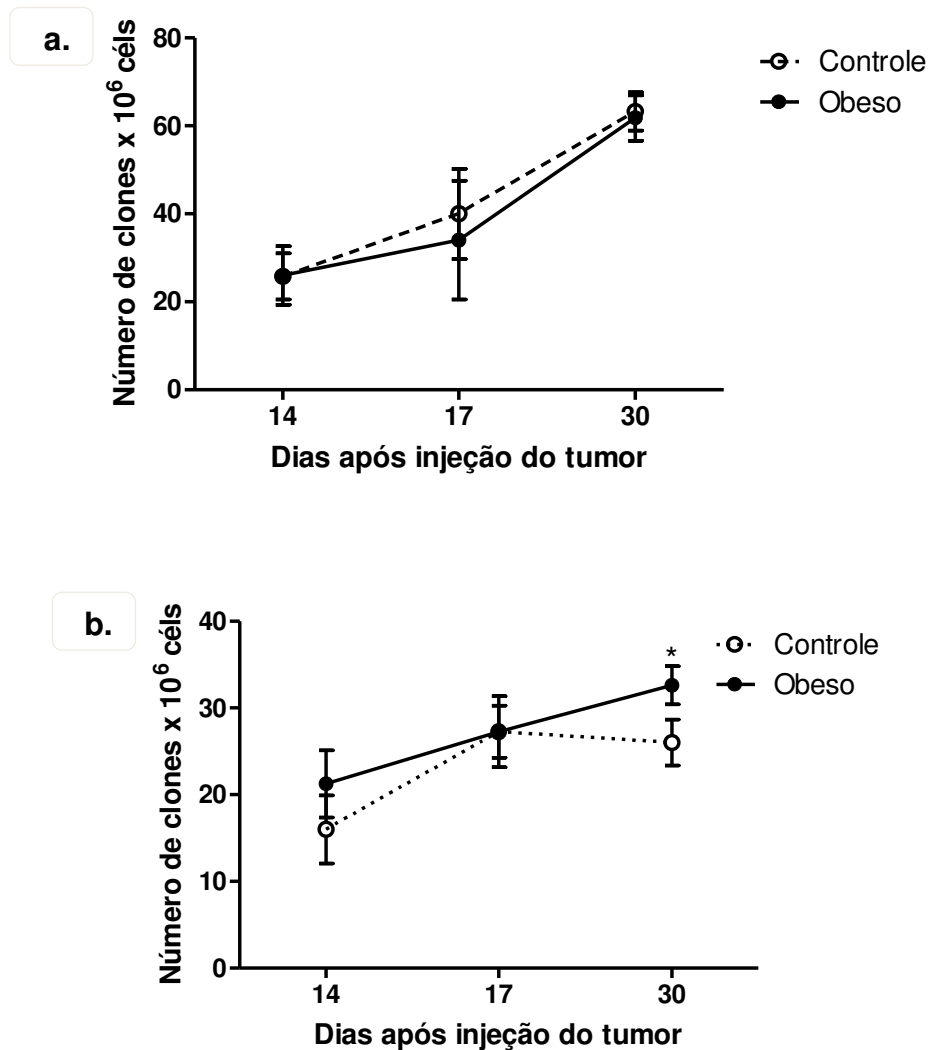 a.
Número de clones x 10⁶ céls
80
60
40
20
0
14 17 30
Dias após injeção do tumor
Controle
Obeso
b.
Número de clones x 10⁶ céls
40
30
20
10
0
*
14 17 30
Dias após injeção do tumor
Controle
Obeso